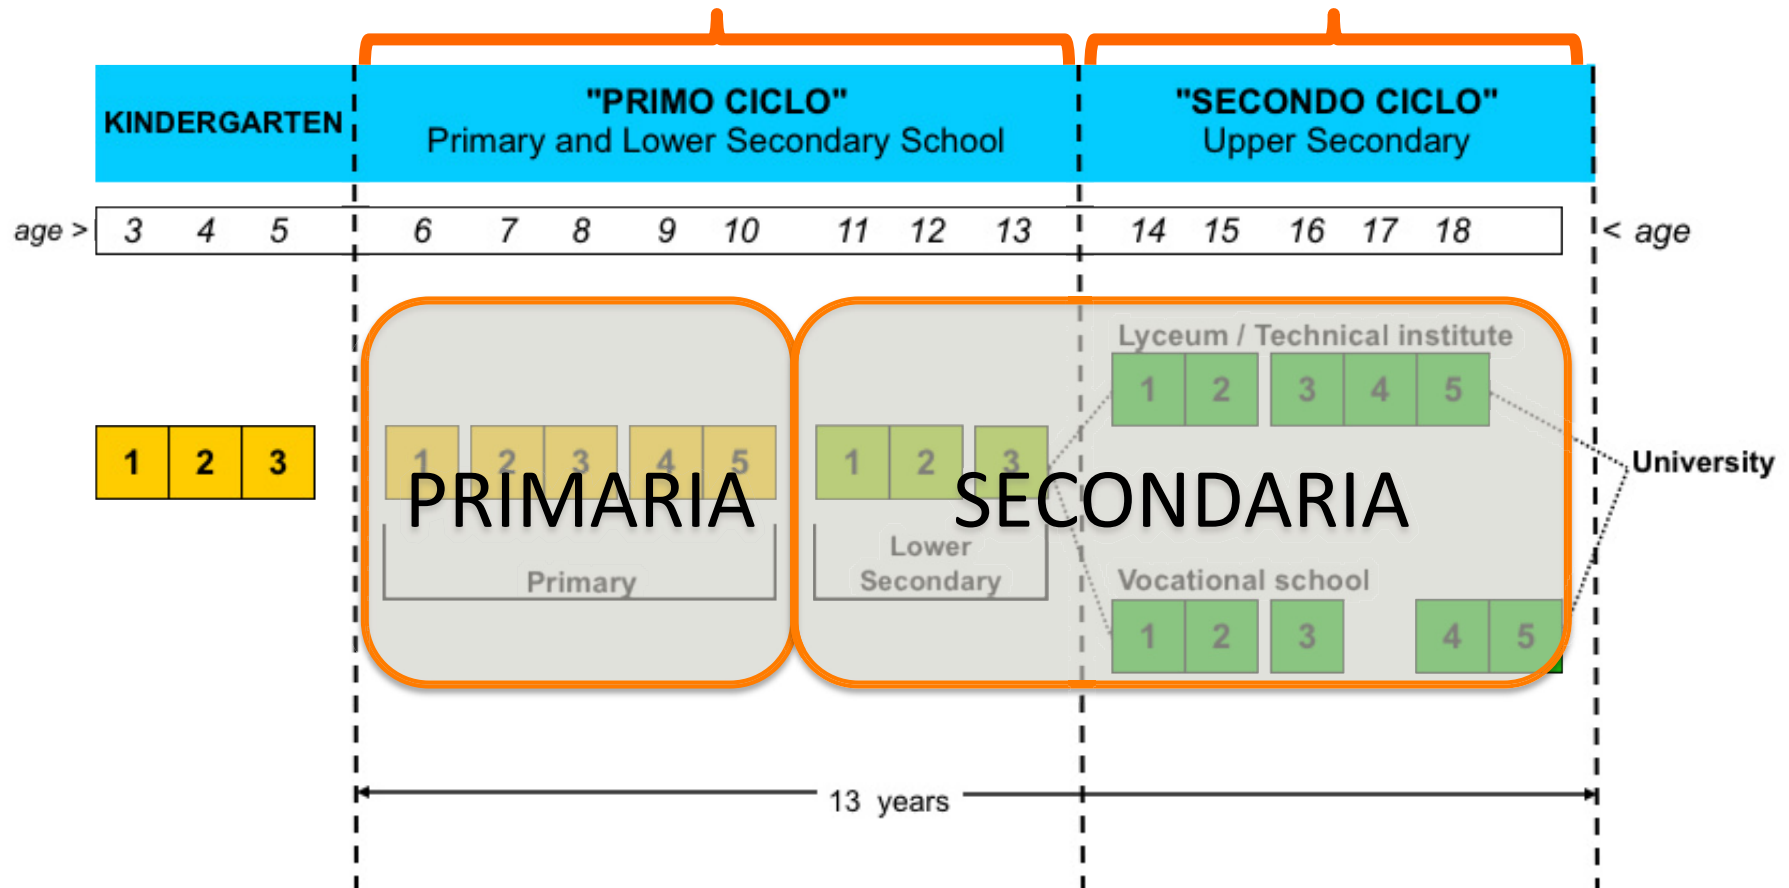 KINDERGARTEN
"PRIMO CICLO"
Primary and Lower Secondary School
"SECONDO CICLO"
Upper Secondary
age > 3 4 5 6 7 8 9 10 11 12 13 14 15 16 17 18 < age
Lyceum / Technical institute
1 2 3 4 5
1 2 3
1 2 3 4 5
1 2 3
University
PRIMARIA
SECONDARIA
Primary
Lower
Secondary
Vocational school
1 2 3 4 5
13 years